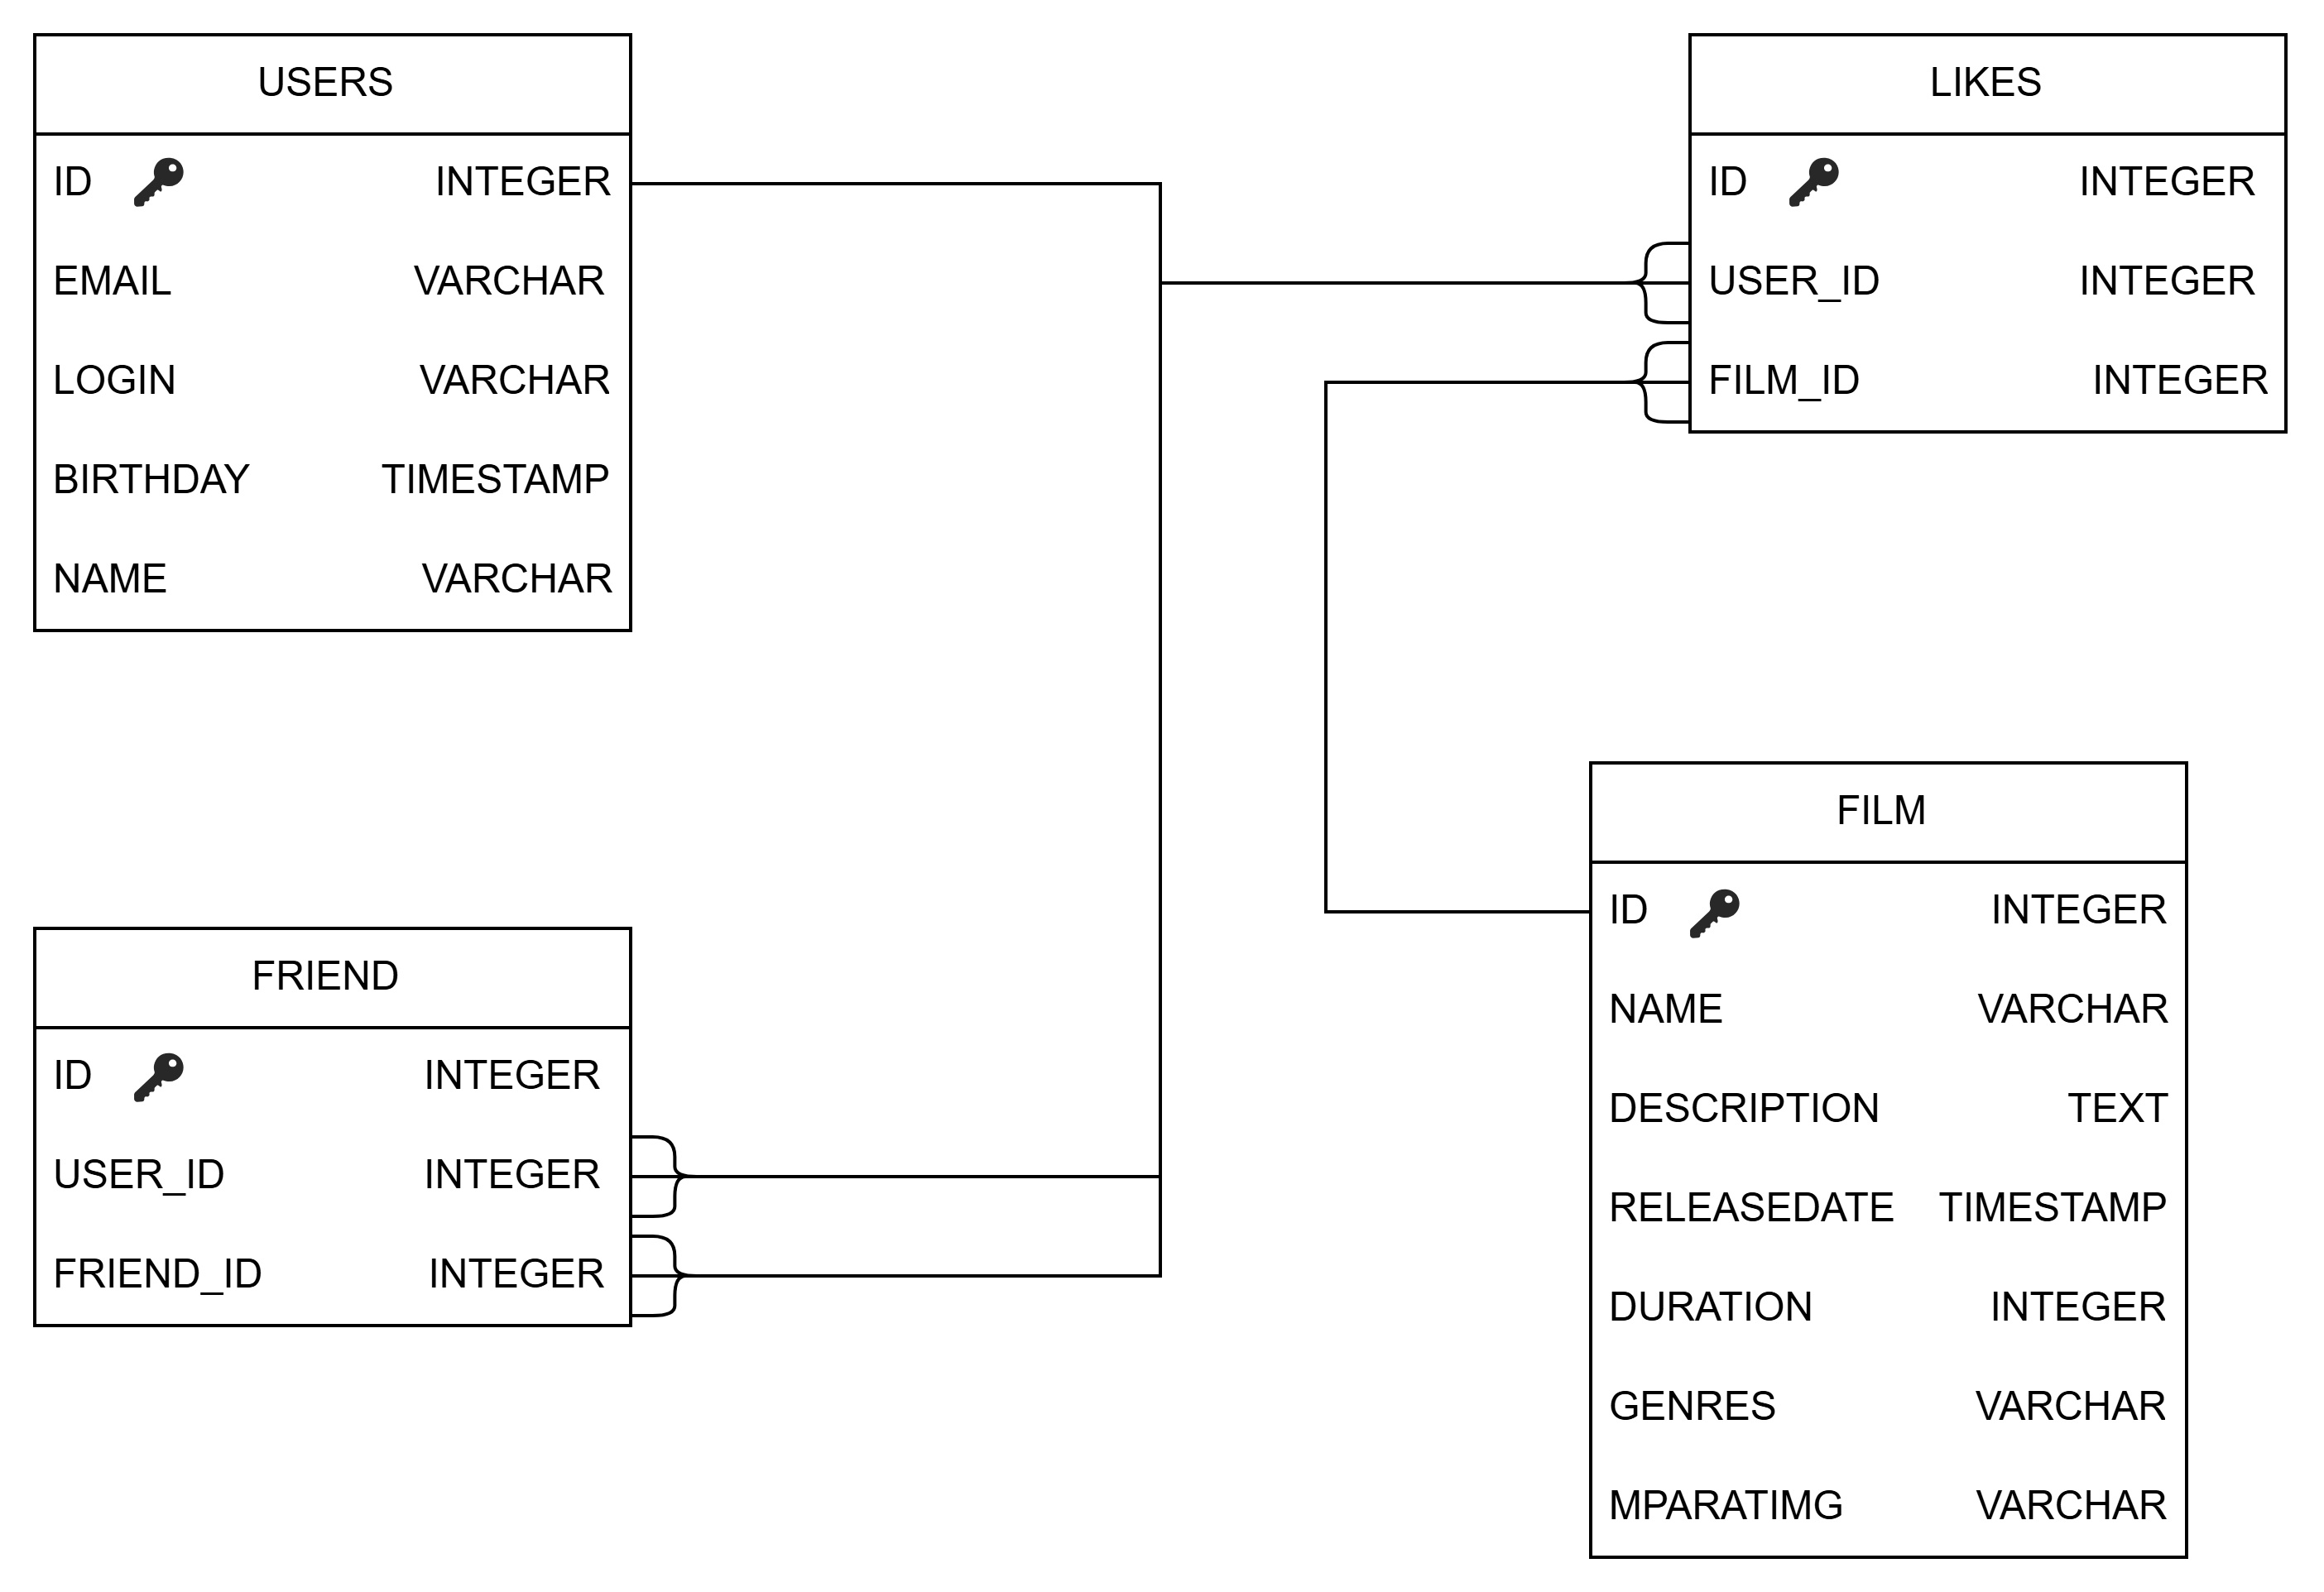 USERS
ID INTEGER
EMAIL VARCHAR
LOGIN VARCHAR
BIRTHDAY TIMESTAMP
NAME VARCHAR
LIKES
ID INTEGER
USER_ID INTEGER
FILM_ID INTEGER
FRIEND
ID INTEGER
USER_ID INTEGER
FRIEND_ID INTEGER
FILM
ID INTEGER
NAME VARCHAR
DESCRIPTION TEXT
RELEASEDATE TIMESTAMP
DURATION INTEGER
GENRES VARCHAR
MPARATIMG VARCHAR